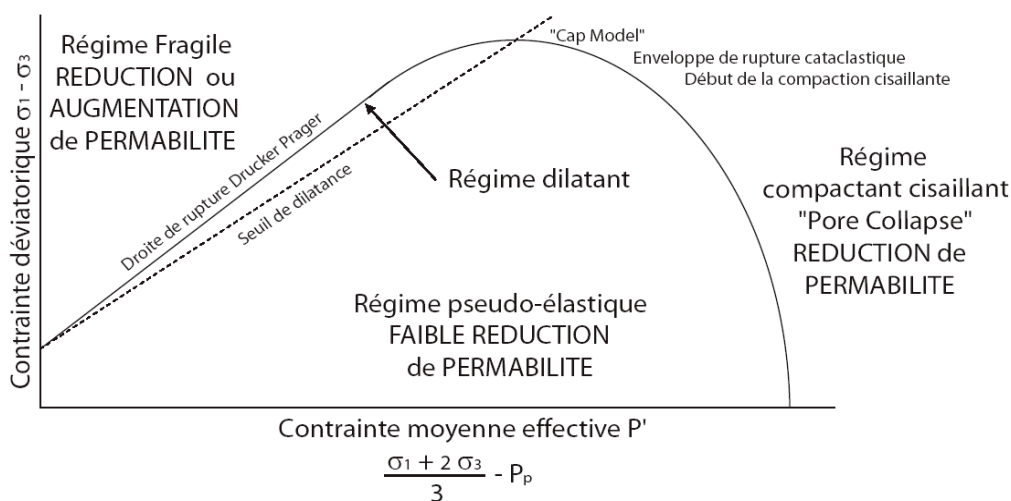 Régime Fragile
REDUCTION ou
AUGMENTATION
de PERMABILITE
Contrainte déviatorique σ1 - σ3
Droite de rupture Drucker Prager
Seuil de dilatance
"Cap Model"
Enveloppe de rupture cataclastique
Début de la compaction cisaillante
Régime dilatant
Régime
compactant cisaillant
"Pore Collapse"
REDUCTION de
PERMABILITE
Régime pseudo-élastique
FAIBLE REDUCTION
de PERMABILITE
Contrainte moyenne effective P'
σ1 + 2 σ3
3
- Pp